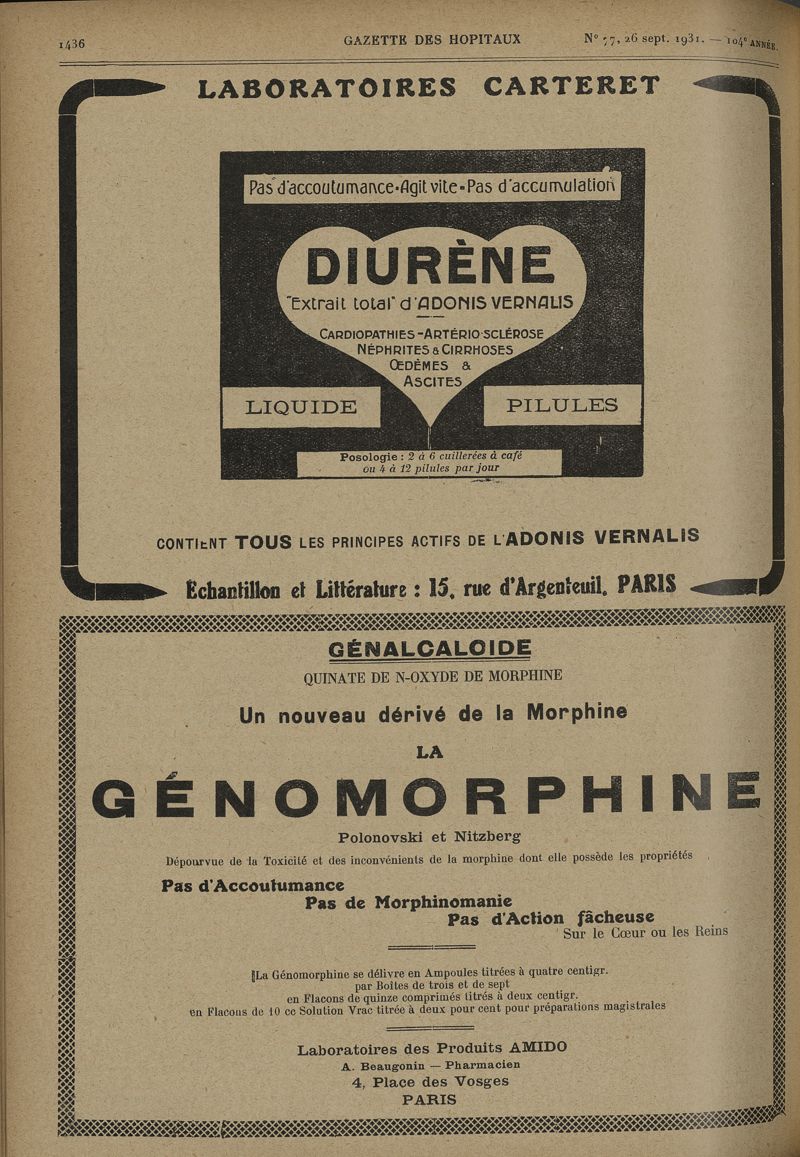 1436
GAZETTE DES HOPITAUX
N° 77, 26 sept. 1931. — 104e ANNÉE.
LABORATOIRES CARTERET
Pas d'accoutumance - Agit vite - Pas d'accumulation
DIURÈNE
"Extrait total" d'ADONIS VERNALIS
CARDIOPATHIES - ARTÉRIO-SCLÉROSE
NÉPHRITES & CIRRHOSES
ŒDÈMES &
ASCITES
LIQUIDE
PILULES
Posologie : 2 à 6 cuillerées à café
ou 4 à 12 pilules par jour
CONTIENT TOUS LES PRINCIPES ACTIFS DE L'ADONIS VERNALIS
Échantillon et Littérature : 15, rue d'Argenteuil, PARIS
GÉNALCALOIDE
QUINATE DE N-OXYDE DE MORPHINE
Un nouveau dérivé de la Morphine
LA
GÉNOMORPHINE
Polonovski et Nitzberg
Dépourvue de la Toxicité et des inconvénients de la morphine dont elle possède les propriétés
Pas d'Accoutumance
Pas de Morphinomanie
Pas d'Action fâcheuse
Sur le Cœur ou les Reins
La Génomorphine se délivre en Ampoules titrées à quatre centigr.
par Boîtes de trois et de sept
en Flacons de quinze comprimés titrés à deux centigr.
en Flacons de 10 cc Solution Vrac titrée à deux pour cent pour préparations magistrales
Laboratoires des Produits AMIDO
A. Beaugonin — Pharmacien
4, Place des Vosges
PARIS